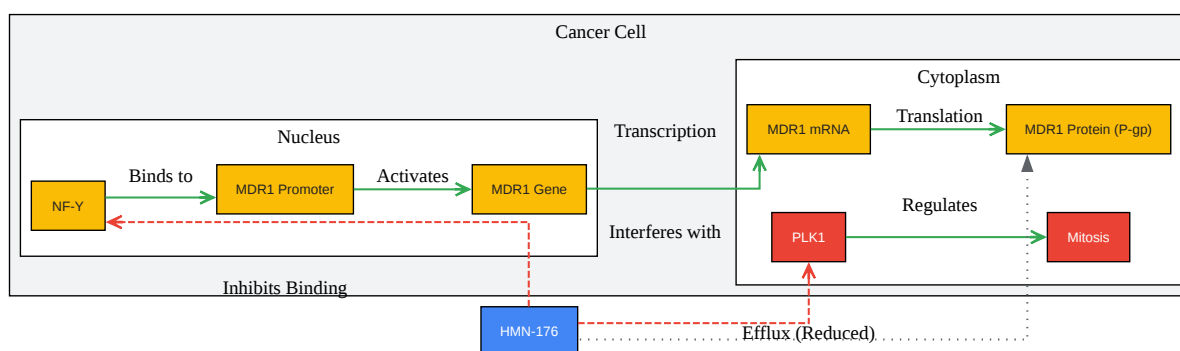 Cancer Cell
Cytoplasm
MDR1 mRNA
Translation
MDR1 Protein (P-gp)
Transcription
Nucleus
NF-Y
Binds to
MDR1 Promoter
Activates
MDR1 Gene
Interferes with
PLK1
Regulates
Mitosis
Inhibits Binding
HMN-176
Efflux (Reduced)